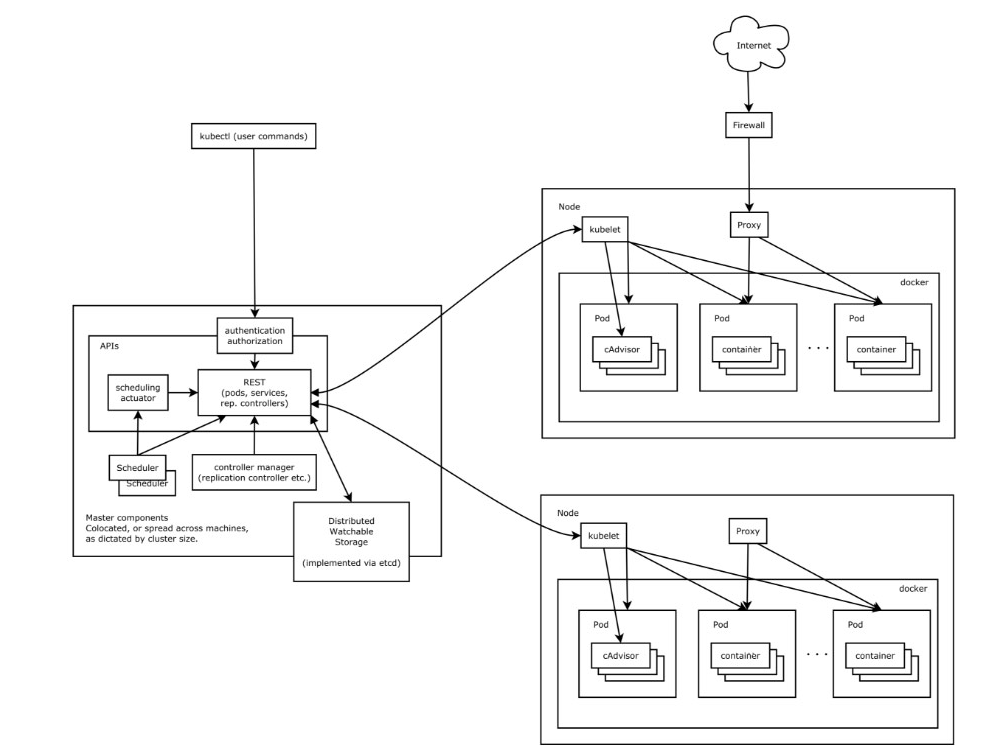 Internet
Firewall
kubectl (user commands)
Node
kubelet
Proxy
docker
Pod
cAdvisor
Pod
container
. . .
Pod
container
authentication
authorization
APIs
REST
(pods, services,
rep. controllers)
scheduling
actuator
Scheduler
Scheduler
controller manager
(replication controller etc.)
Master components
Colocated, or spread across machines,
as dictated by cluster size.
Distributed
Watchable
Storage
(implemented via etcd)
Node
kubelet
Proxy
docker
Pod
cAdvisor
Pod
container
. . .
Pod
container